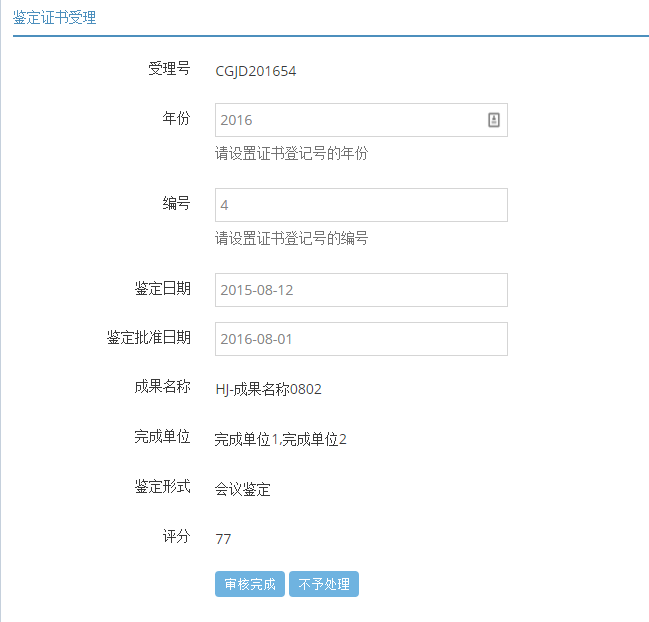 鉴定证书受理
受理号 CGJD201654
年份 2016
请设置证书登记号的年份
编号 4
请设置证书登记号的编号
鉴定日期 2015-08-12
鉴定批准日期 2016-08-01
成果名称 HJ-成果名称0802
完成单位 完成单位1,完成单位2
鉴定形式 会议鉴定
评分 77
审核完成 不予处理